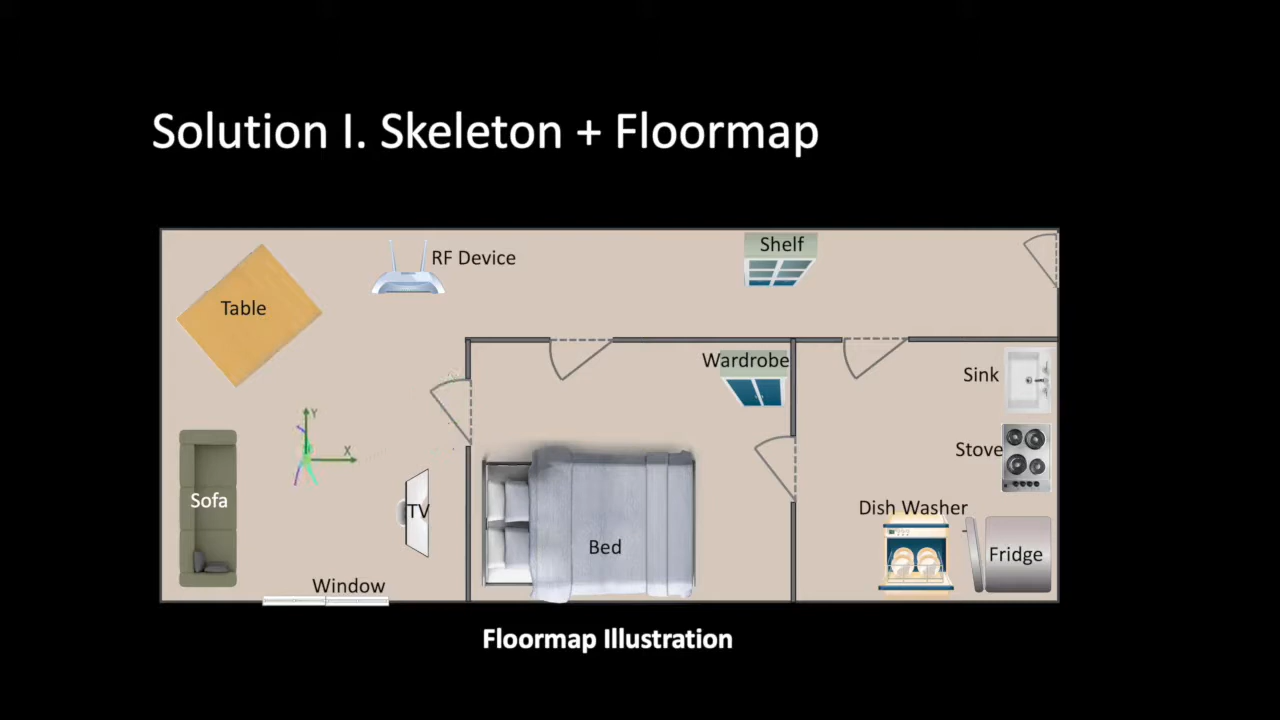 Solution I. Skeleton + Floormap
Shelf
RF Device
Table
Wardrobe
Sink
Y
X
Stove
Sofa
TV
Dish Washer
Bed
Fridge
Window
Floormap Illustration